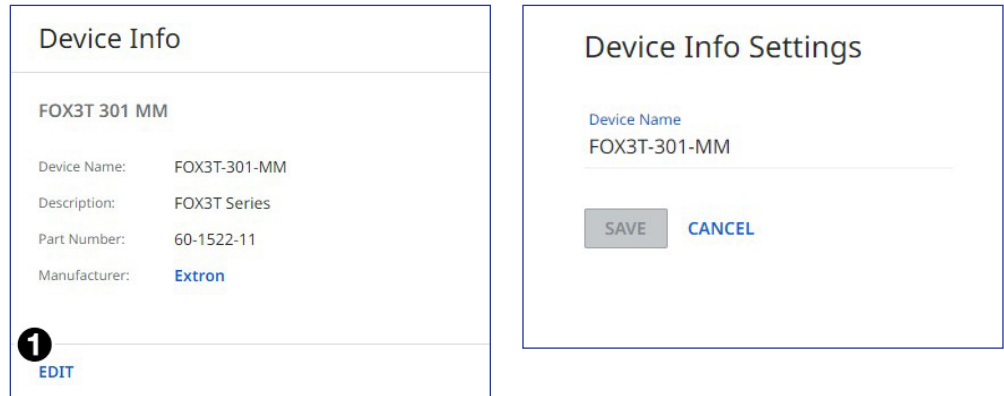 Device Info
FOX3T 301 MM
Device Name: FOX3T-301-MM
Description: FOX3T Series
Part Number: 60-1522-11
Manufacturer: Extron
1
EDIT
Device Info Settings
Device Name
FOX3T-301-MM
SAVE CANCEL